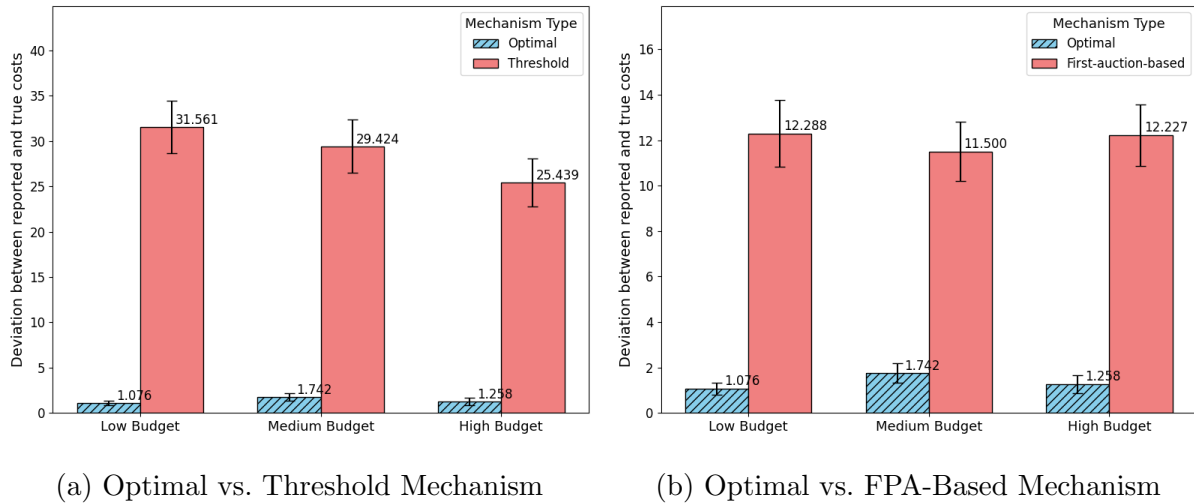 Deviation between reported and true costs
40
35
30
25
20
15
10
5
0
Mechanism Type
Optimal
Threshold
31.561
29.424
25.439
1.076
1.742
1.258
Low Budget
Medium Budget
High Budget
(a) Optimal vs. Threshold Mechanism
Deviation between reported and true costs
16
14
12
10
8
6
4
2
0
Mechanism Type
Optimal
First-auction-based
12.288
11.500
12.227
1.076
1.742
1.258
Low Budget
Medium Budget
High Budget
(b) Optimal vs. FPA-Based Mechanism